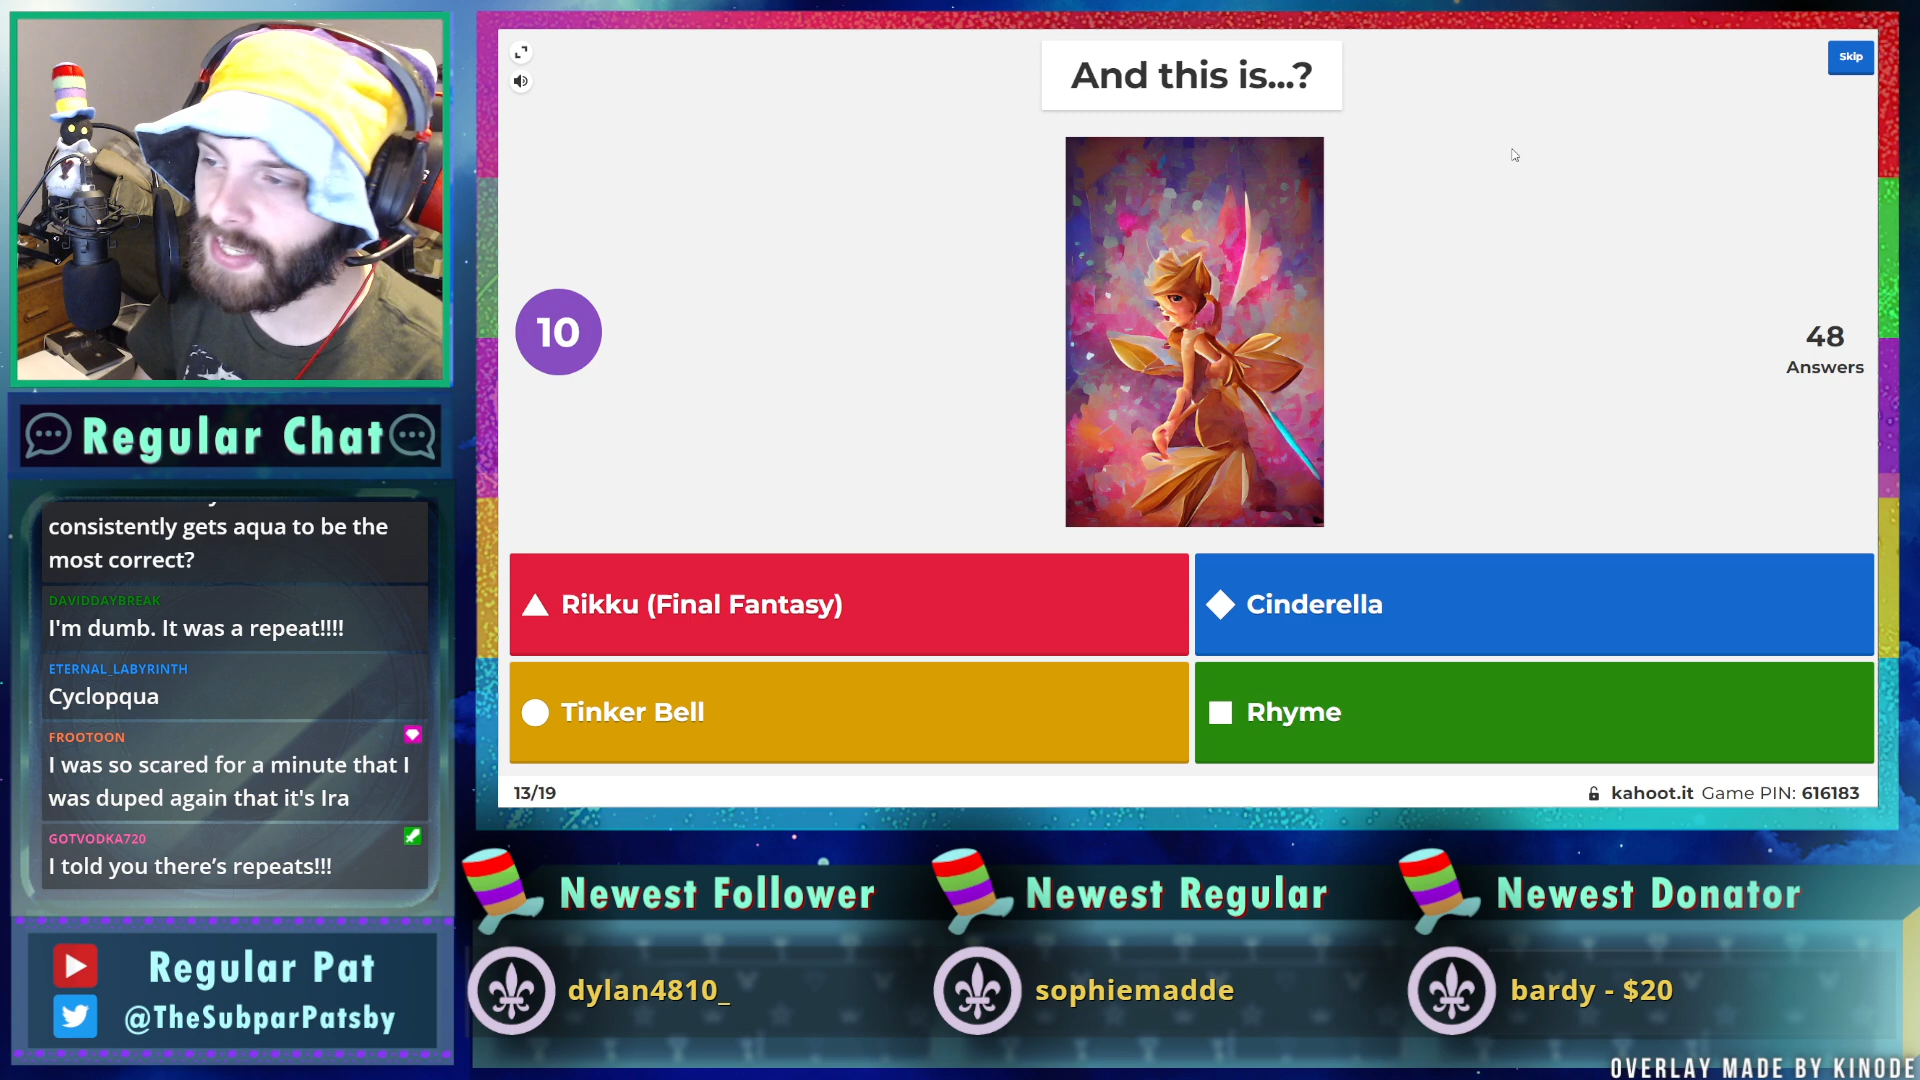 And this is...?
Skip
10
48
Answers
Rikku (Final Fantasy)
Cinderella
Tinker Bell
Rhyme
13/19
kahoot.it Game PIN: 616183
Regular Chat
consistently gets aqua to be the
most correct?
DAVIDDAYBREAK
I'm dumb. It was a repeat!!!!
ETERNAL_LABYRINTH
Cyclopqua
FROOTOON
I was so scared for a minute that I
was duped again that it's Ira
GOTVODKA720
I told you there's repeats!!!
Regular Pat
@TheSubparPatsby
Newest Follower
dylan4810_
Newest Regular
sophiemadde
Newest Donator
bardy - $20
OVERLAY MADE BY KINODE